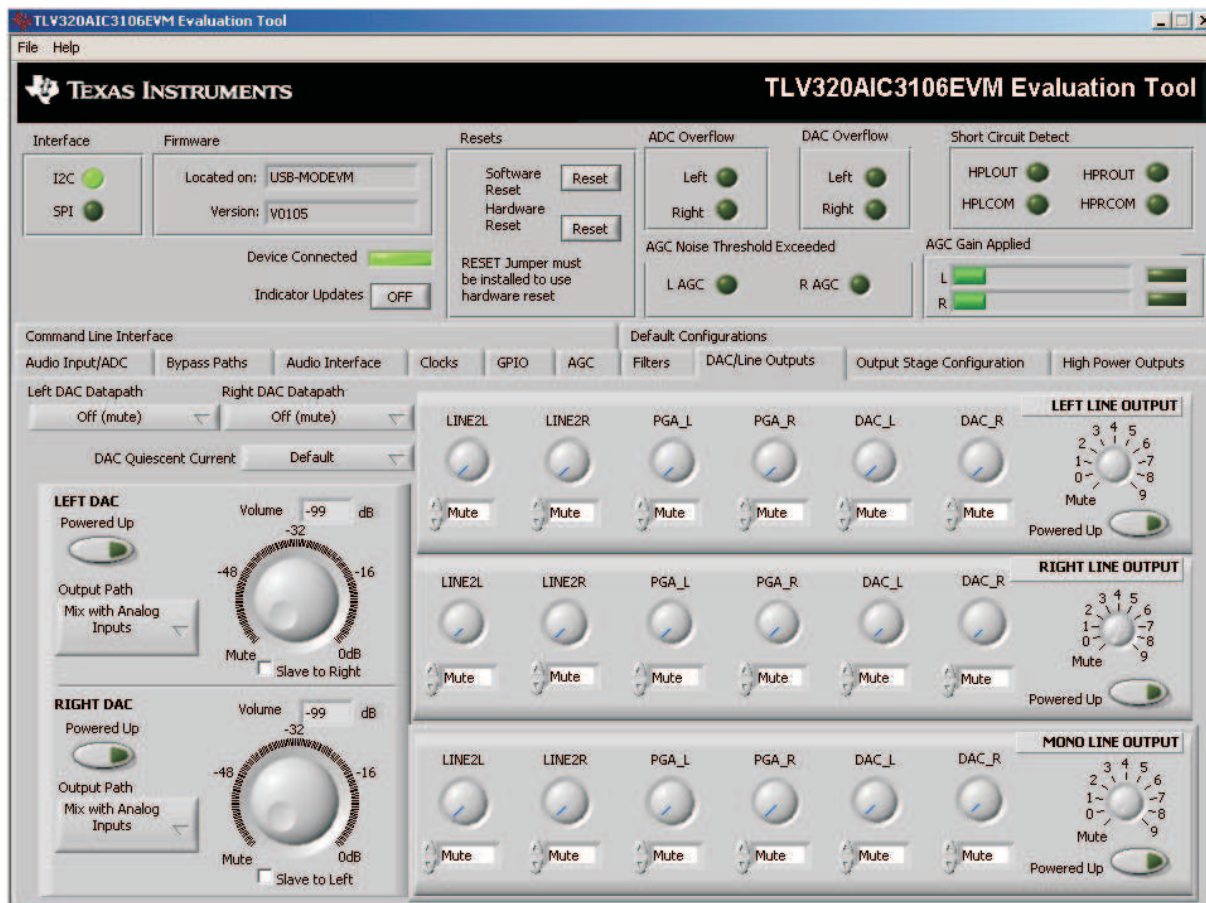 TLV320AIC3106EVM Evaluation Tool
File Help
TEXAS INSTRUMENTS
TLV320AIC3106EVM Evaluation Tool
Interface
I2C
SPI
Firmware
Located on: USB-MODEVM
Version: V0105
Device Connected
Indicator Updates OFF
Resets
Software Reset Reset
Hardware Reset Reset
RESET Jumper must
be installed to use
hardware reset
ADC Overflow
Left
Right
DAC Overflow
Left
Right
Short Circuit Detect
HPLOUT HPROUT
HPLCOM HPRCOM
AGC Noise Threshold Exceeded
L AGC R AGC
AGC Gain Applied
L
R
Command Line Interface Default Configurations
Audio Input/ADC Bypass Paths Audio Interface Clocks GPIO AGC Filters DAC/Line Outputs Output Stage Configuration High Power Outputs
Left DAC Datapath Right DAC Datapath
Off (mute) Off (mute)
DAC Quiescent Current Default
LEFT DAC
Powered Up
Output Path
Mix with Analog
Inputs
Volume -99 dB
-32
-48 -16
Mute 0dB
Slave to Right
RIGHT DAC
Powered Up
Output Path
Mix with Analog
Inputs
Volume -99 dB
-32
-48 -16
Mute 0dB
Slave to Left
LEFT LINE OUTPUT
LINE2L LINE2R PGA_L PGA_R DAC_L DAC_R
Mute Mute Mute Mute Mute Mute
0 1 2 3 4 5 6 7 8 9
Mute
Powered Up
RIGHT LINE OUTPUT
LINE2L LINE2R PGA_L PGA_R DAC_L DAC_R
Mute Mute Mute Mute Mute Mute
0 1 2 3 4 5 6 7 8 9
Mute
Powered Up
MONO LINE OUTPUT
LINE2L LINE2R PGA_L PGA_R DAC_L DAC_R
Mute Mute Mute Mute Mute Mute
0 1 2 3 4 5 6 7 8 9
Mute
Powered Up